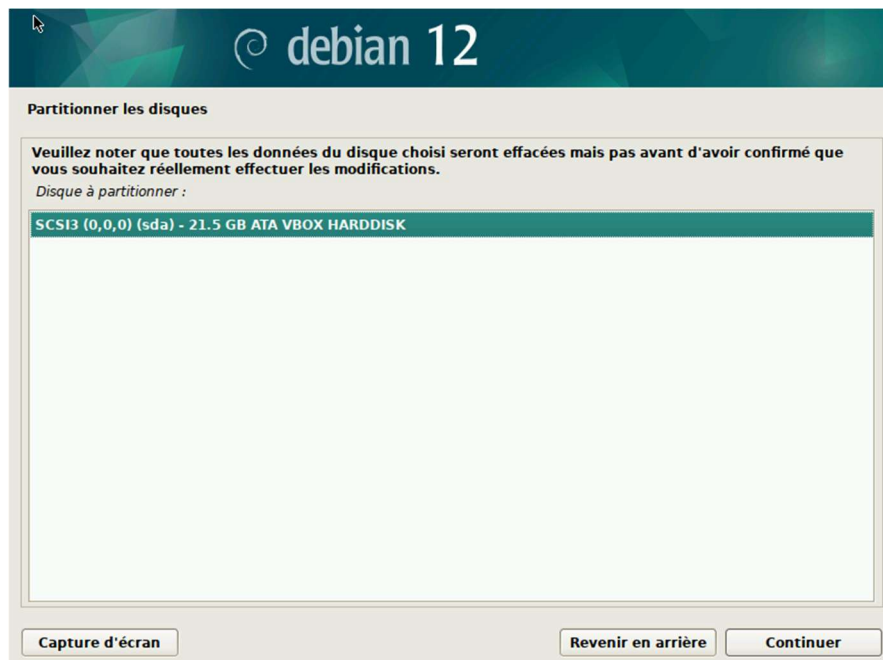 debian 12
Partitionner les disques
Veuillez noter que toutes les données du disque choisi seront effacées mais pas avant d'avoir confirmé que
vous souhaitez réellement effectuer les modifications.
Disque à partitionner :
SCSI3 (0,0,0) (sda) - 21.5 GB ATA VBOX HARDDISK
Capture d'écran
Revenir en arrière
Continuer